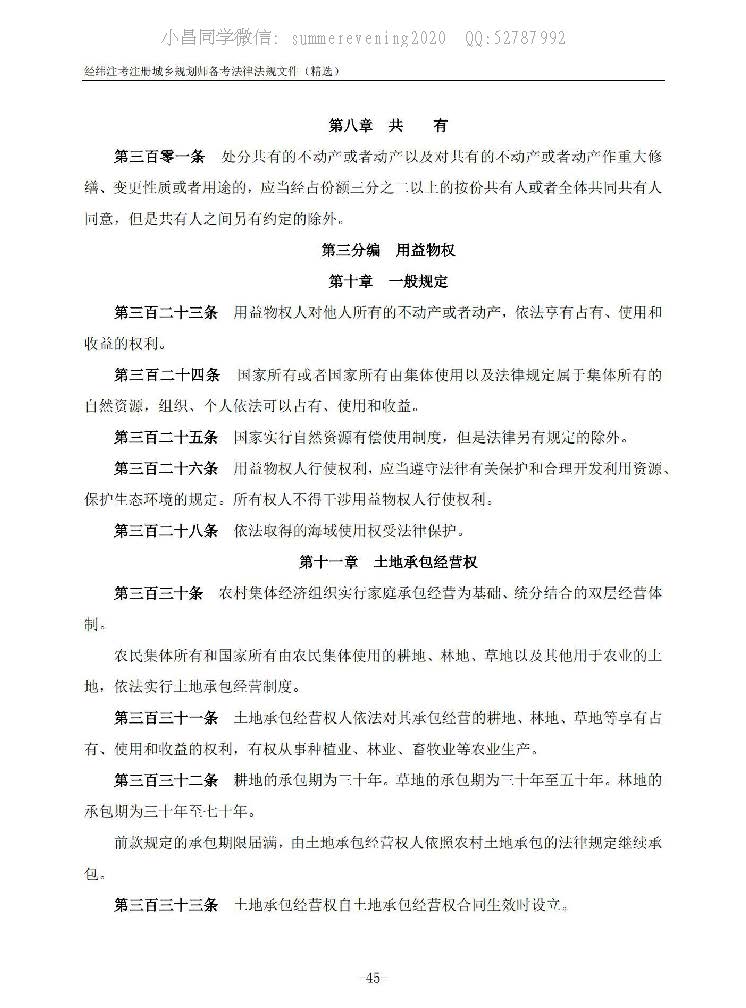 小昌同学微信: summerevening2020 QQ:52787992
经纬注考注册城乡规划师备考法律法规文件（精选）
第八章 共 有
第三百零一条 处分共有的不动产或者动产以及对共有的不动产或者动产作重大修
缮、变更性质或者用途的，应当经占份额三分之二以上的按份共有人或者全体共同共有人
同意，但是共有人之间另有约定的除外。
第三分编 用益物权
第十章 一般规定
第三百二十三条 用益物权人对他人所有的不动产或者动产，依法享有占有、使用和
收益的权利。
第三百二十四条 国家所有或者国家所有由集体使用以及法律规定属于集体所有的
自然资源，组织、个人依法可以占有、使用和收益。
第三百二十五条 国家实行自然资源有偿使用制度，但是法律另有规定的除外。
第三百二十六条 用益物权人行使权利，应当遵守法律有关保护和合理开发利用资源、
保护生态环境的规定。所有权人不得干涉用益物权人行使权利。
第三百二十八条 依法取得的海域使用权受法律保护。
第十一章 土地承包经营权
第三百三十条 农村集体经济组织实行家庭承包经营为基础、统分结合的双层经营体
制。
农民集体所有和国家所有由农民集体使用的耕地、林地、草地以及其他用于农业的土
地，依法实行土地承包经营制度。
第三百三十一条 土地承包经营权人依法对其承包经营的耕地、林地、草地等享有占
有、使用和收益的权利，有权从事种植业、林业、畜牧业等农业生产。
第三百三十二条 耕地的承包期为三十年。草地的承包期为三十年至五十年。林地的
承包期为三十年至七十年。
前款规定的承包期限届满，由土地承包经营权人依照农村土地承包的法律规定继续承
包。
第三百三十三条 土地承包经营权自土地承包经营权合同生效时设立。
-45-